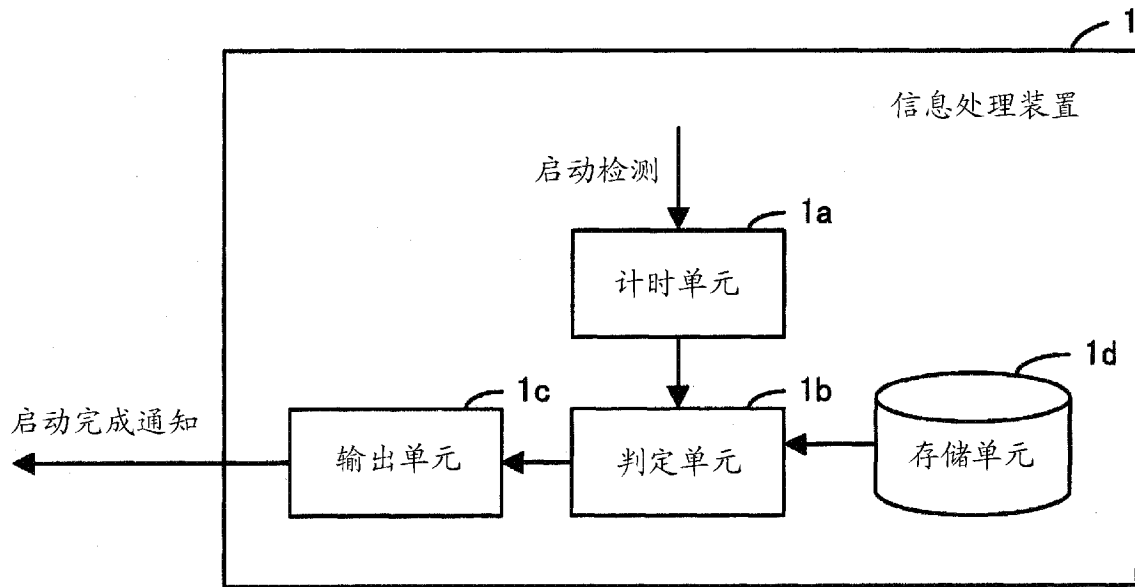 1
信息处理装置
启动检测
1a
计时单元
1d
1c
1b
启动完成通知
输出单元
判定单元
存储单元